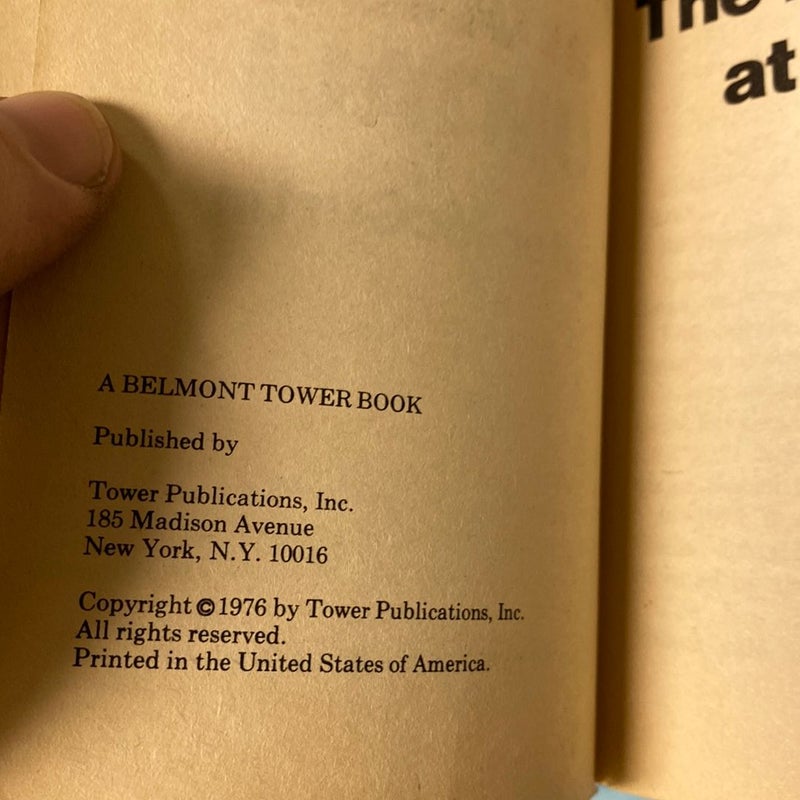 A BELMONT TOWER BOOK
Published by
Tower Publications, Inc.
185 Madison Avenue
New York, N.Y. 10016
Copyright © 1976 by Tower Publications, Inc.
All rights reserved.
Printed in the United States of America.
The
at